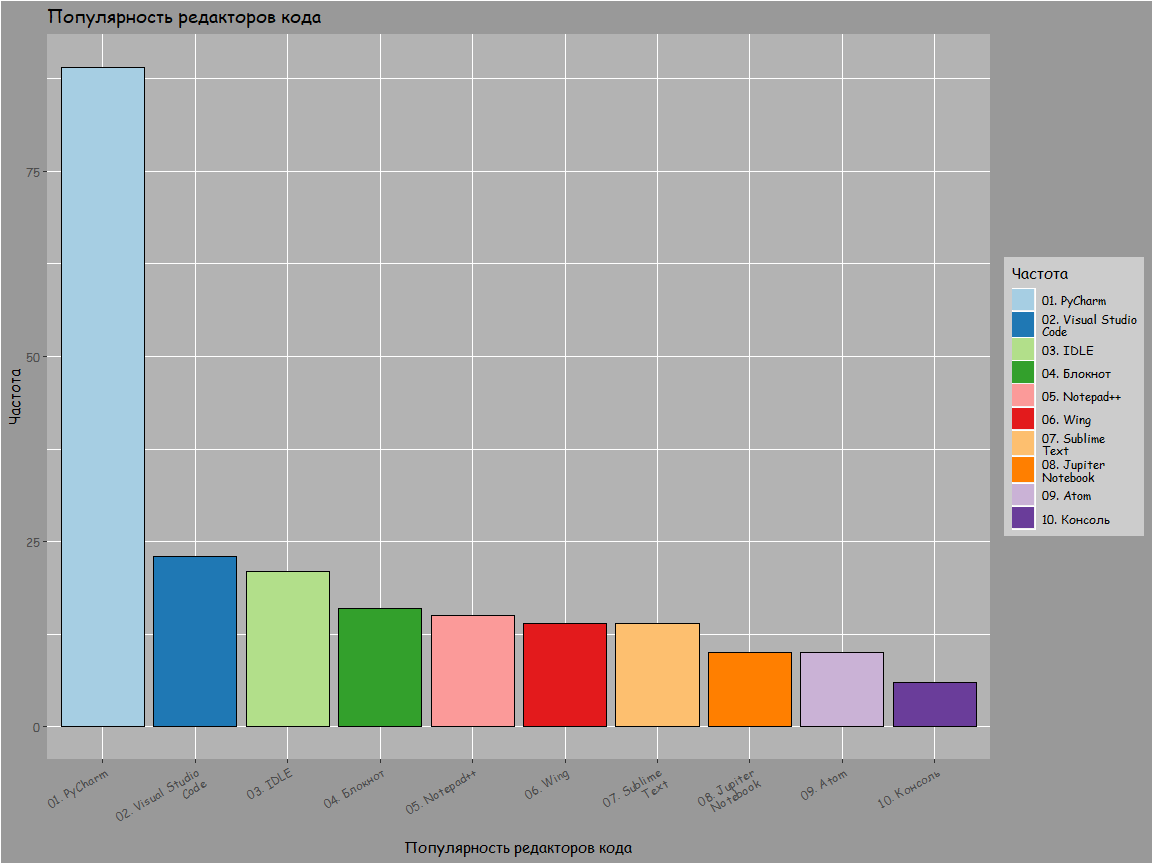 Популярность редакторов кода
Частота
75
50
25
0
01. PyCharm
02. Visual Studio
Code
03. IDLE
04. Блокнот
05. Notepad++
06. Wing
07. Sublime
Text
08. Jupiter
Notebook
09. Atom
10. Консоль
Популярность редакторов кода
Частота
01. PyCharm
02. Visual Studio
Code
03. IDLE
04. Блокнот
05. Notepad++
06. Wing
07. Sublime
Text
08. Jupiter
Notebook
09. Atom
10. Консоль